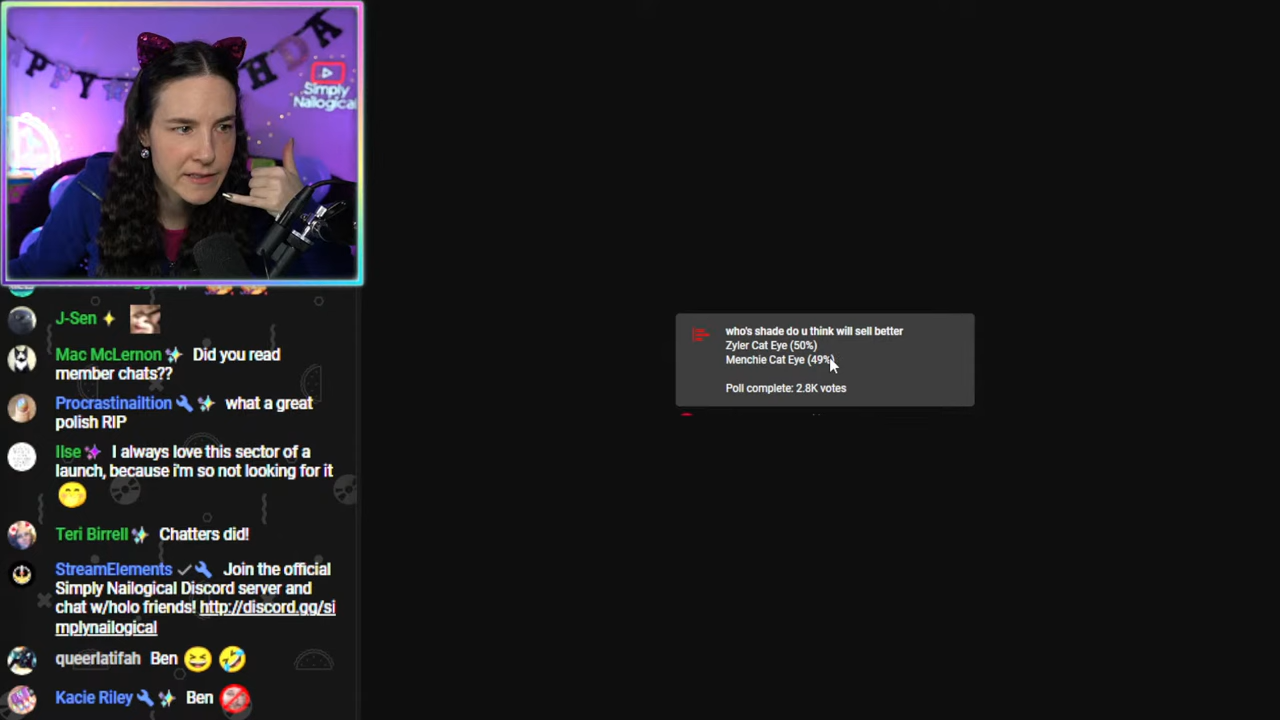 PPY
HDA
Simply
Nailogical
J-Sen
Mac McLernon Did you read
member chats??
Procrastinailtion what a great
polish RIP
Ilse I always love this sector of a
launch, because i'm so not looking for it
Teri Birrell Chatters did!
StreamElements Join the official
Simply Nailogical Discord server and
chat w/holo friends! http://discord.gg/si
mplynailogical
queerlatifah Ben
Kacie Riley Ben
who's shade do u think will sell better
Zyler Cat Eye (50%)
Menchie Cat Eye (49%)
Poll complete: 2.8K votes